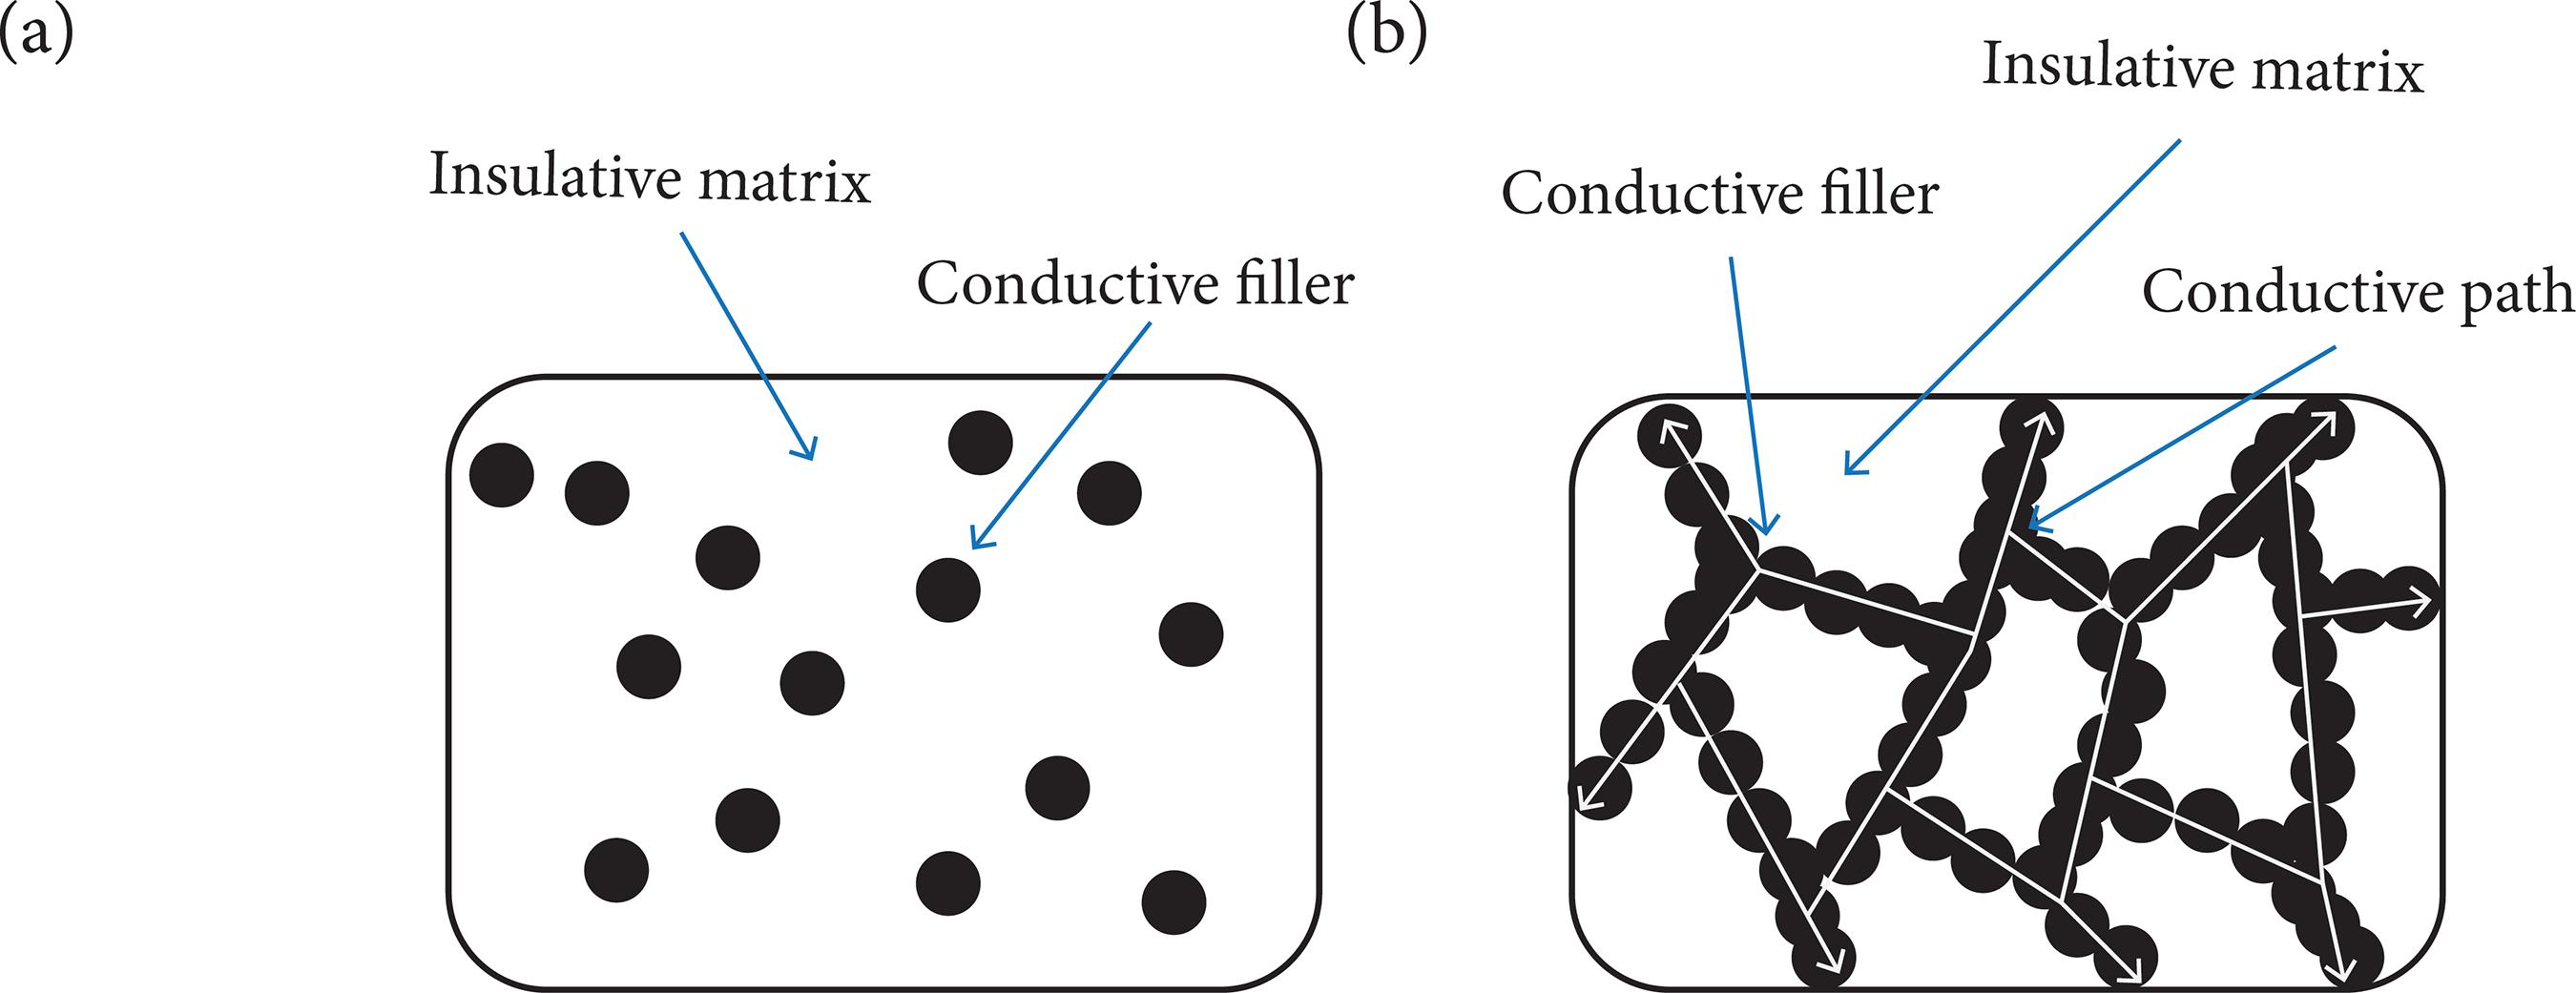 (a)
Insulative matrix
Conductive filler
(b)
Insulative matrix
Conductive filler
Conductive path